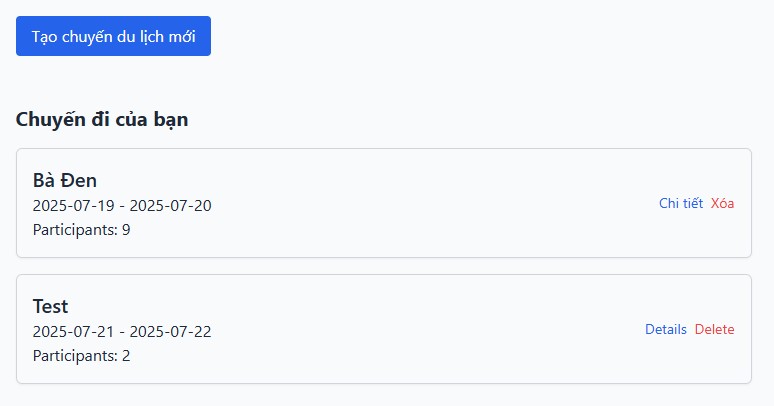 Tạo chuyến du lịch mới
Chuyến đi của bạn
Bà Đen
2025-07-19 - 2025-07-20
Participants: 9
Chi tiết Xóa
Test
2025-07-21 - 2025-07-22
Participants: 2
Details Delete